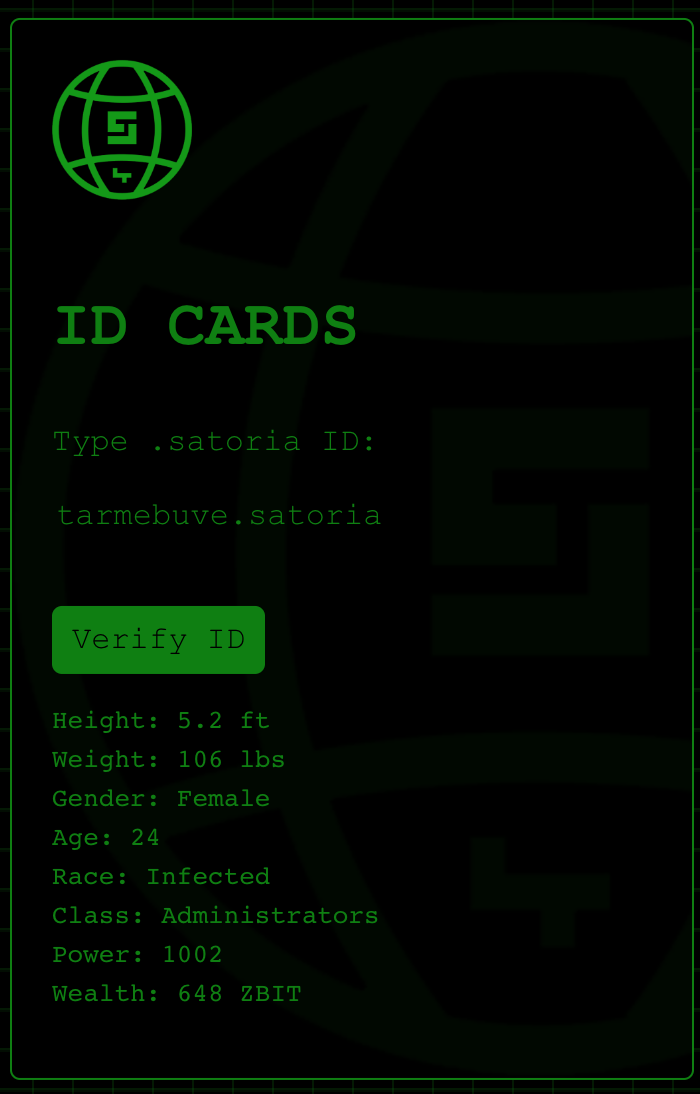 ID CARDS
Type .satoria ID:
tarmebuve.satoria
Verify ID
Height: 5.2 ft
Weight: 106 lbs
Gender: Female
Age: 24
Race: Infected
Class: Administrators
Power: 1002
Wealth: 648 ZBIT